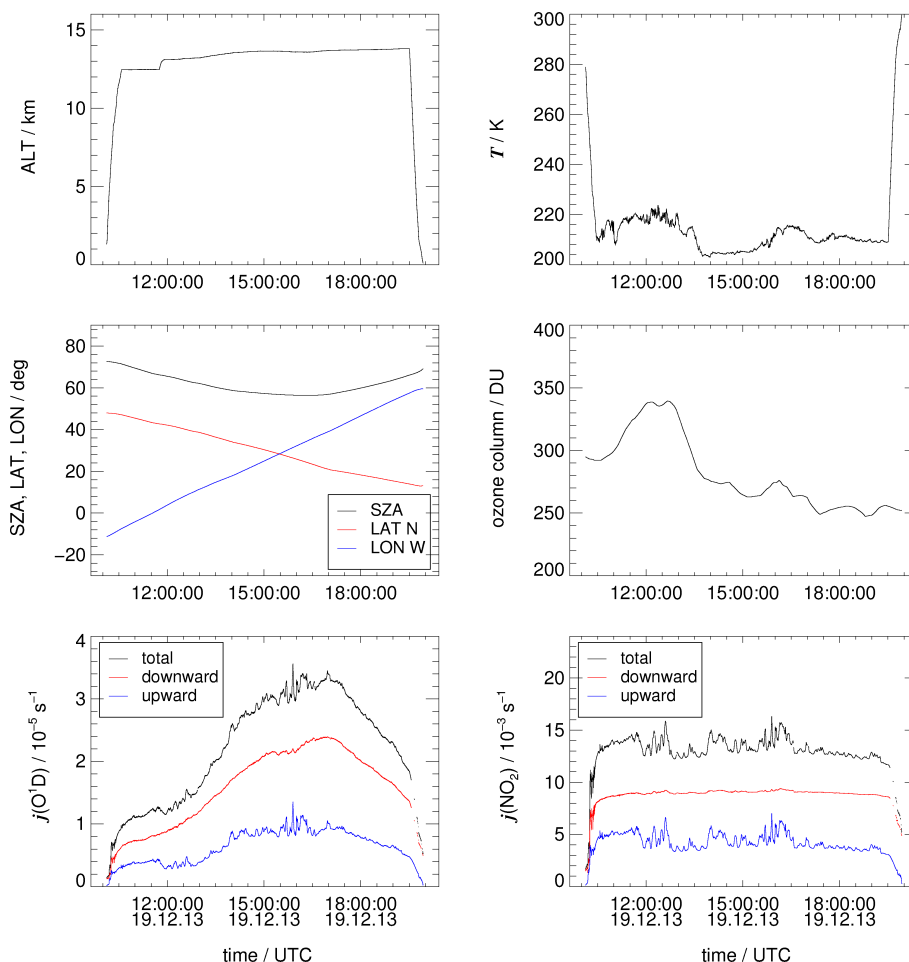 ALT / km
15
10
5
0
12:00:00 15:00:00 18:00:00
T / K
300
280
260
240
220
200
12:00:00 15:00:00 18:00:00
SZA, LAT, LON / deg
80
60
40
20
0
−20
SZA
LAT N
LON W
12:00:00 15:00:00 18:00:00
ozone column / DU
400
350
300
250
200
12:00:00 15:00:00 18:00:00
j(O¹D) / 10⁻⁵ s⁻¹
4
3
2
1
0
total
downward
upward
12:00:00 15:00:00 18:00:00
19.12.13 19.12.13 19.12.13
time / UTC
j(NO₂) / 10⁻³ s⁻¹
20
15
10
5
0
total
downward
upward
12:00:00 15:00:00 18:00:00
19.12.13 19.12.13 19.12.13
time / UTC